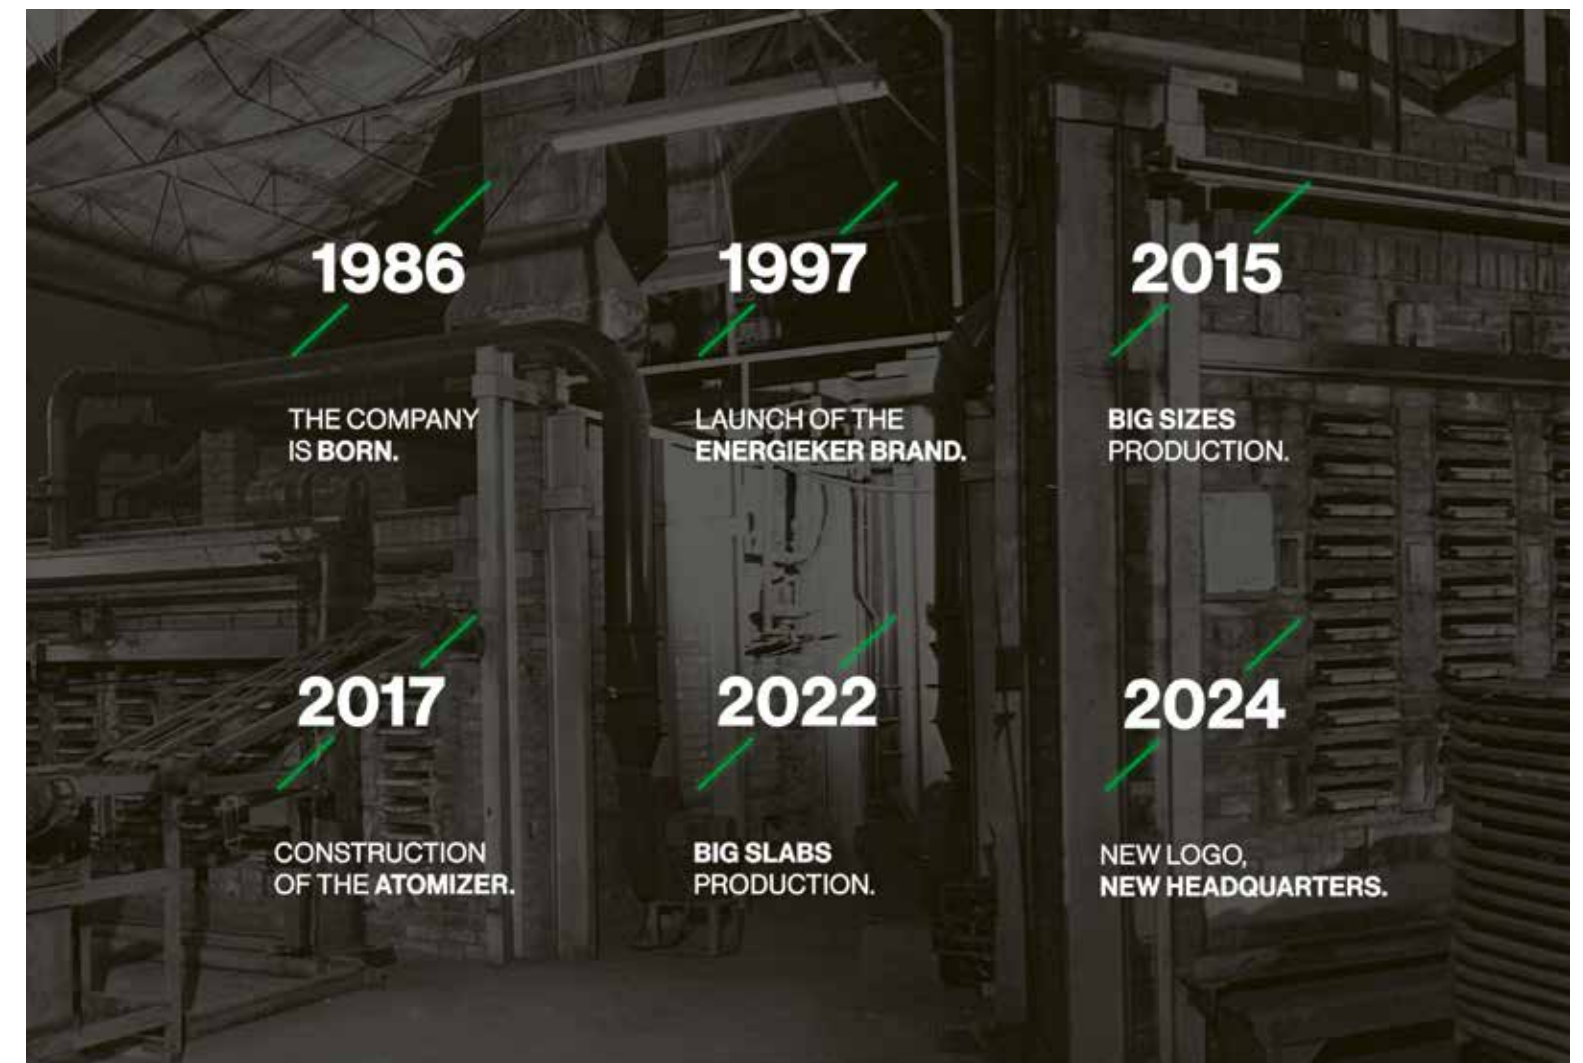 1986
THE COMPANY
IS BORN.
1997
LAUNCH OF THE
ENERGIEKER BRAND.
2015
BIG SIZES
PRODUCTION.
2017
CONSTRUCTION
OF THE ATOMIZER.
2022
BIG SLABS
PRODUCTION.
2024
NEW LOGO,
NEW HEADQUARTERS.